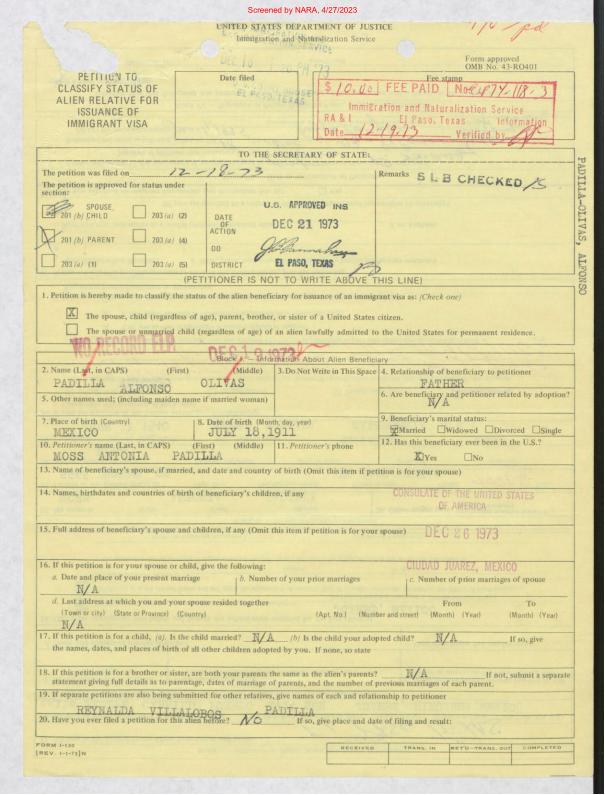 Screened by NARA, 4/27/2023
UNITED STATES DEPARTMENT OF JUSTICE
Immigration and Naturalization Service
Form approved
OMB No. 43-RO401
PETITION TO
CLASSIFY STATUS OF
ALIEN RELATIVE FOR
ISSUANCE OF
IMMIGRANT VISA
Date filed
EL PASO, TEXAS
Fee stamp
$10.00 FEE PAID
Immigration and Naturalization Service
RA & I El Paso, Texas Information
Date 12-19-73 Verified by
TO THE SECRETARY OF STATE:
The petition was filed on 12-18-73
Remarks SLB CHECKED
The petition is approved for status under
section:
SPOUSE
201 (b) CHILD 203 (a) (2)
201 (b) PARENT 203 (a) (4)
203 (a) (1) 203 (a) (5)
DATE
OF
ACTION
DD
DISTRICT
U.S. APPROVED INS
DEC 21 1973
EL PASO, TEXAS
PADILLA-OLIVAS, ALFONSO
(PETITIONER IS NOT TO WRITE ABOVE THIS LINE)
1. Petition is hereby made to classify the status of the alien beneficiary for issuance of an immigrant visa as: (Check one)
X The spouse, child (regardless of age), parent, brother, or sister of a United States citizen.
The spouse or unmarried child (regardless of age) of an alien lawfully admitted to the United States for permanent residence.
NO RECORD ELP DEC 19 1973
Block Information About Alien Beneficiary
2. Name (Last, in CAPS) (First) (Middle)
PADILLA ALFONSO OLIVAS
3. Do Not Write in This Space
4. Relationship of beneficiary to petitioner
FATHER
5. Other names used; (including maiden name if married woman)
6. Are beneficiary and petitioner related by adoption?
N/A
7. Place of birth (Country)
MEXICO
8. Date of birth (Month, day, year)
JULY 18,1911
9. Beneficiary's marital status:
X Married Widowed Divorced Single
10. Petitioner's name (Last, in CAPS) (First) (Middle)
MOSS ANTONIA PADILLA
11. Petitioner's phone
12. Has this beneficiary ever been in the U.S.?
X Yes No
13. Name of beneficiary's spouse, if married, and date and country of birth (Omit this item if petition is for your spouse)
14. Names, birthdates and countries of birth of beneficiary's children, if any
CONSULATE OF THE UNITED STATES
OF AMERICA
15. Full address of beneficiary's spouse and children, if any (Omit this item if petition is for your spouse)
DEC 26 1973
CIUDAD JUAREZ, MEXICO
16. If this petition is for your spouse or child, give the following:
a. Date and place of your present marriage b. Number of your prior marriages c. Number of prior marriages of spouse
N/A
d. Last address at which you and your spouse resided together From To
(Town or city) (State or Province) (Country) (Apt. No.) (Number and street) (Month) (Year) (Month) (Year)
N/A
17. If this petition is for a child, (a). Is the child married? N/A (b) Is the child your adopted child? N/A If so, give
the names, dates, and places of birth of all other children adopted by you. If none, so state
18. If this petition is for a brother or sister, are both your parents the same as the alien's parents? N/A If not, submit a separate
statement giving full details as to parentage, dates of marriage of parents, and the number of previous marriages of each parent.
19. If separate petitions are also being submitted for other relatives, give names of each and relationship to petitioner
REYNALDA VILLALOBOS PADILLA
20. Have you ever filed a petition for this alien before? NO If so, give place and date of filing and result:
FORM I-130
(REV. 1-1-73)N
RECEIVED TRANS. IN RET'D-TRANS. OUT COMPLETED